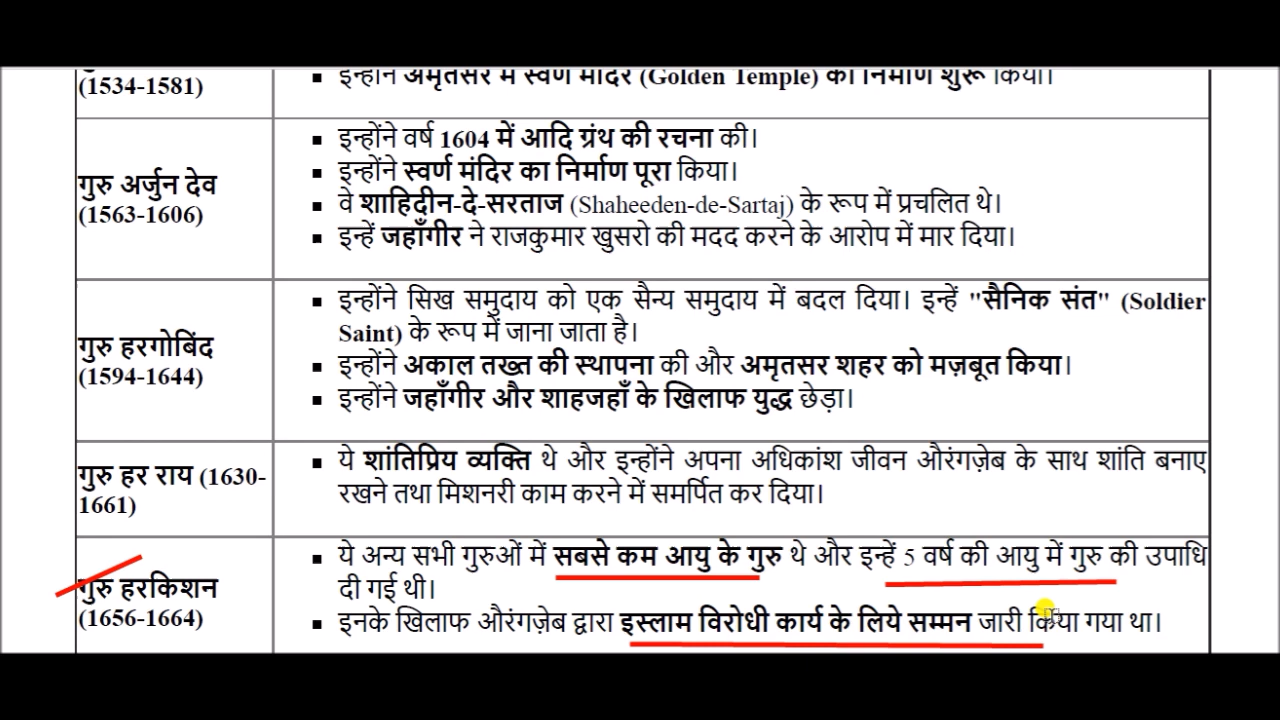 (1534-1581)
▪ इन्होंने अमृतसर में स्वर्ण मंदिर (Golden Temple) का निर्माण शुरू किया।
गुरु अर्जुन देव
(1563-1606)
▪ इन्होंने वर्ष 1604 में आदि ग्रंथ की रचना की।
▪ इन्होंने स्वर्ण मंदिर का निर्माण पूरा किया।
▪ वे शाहिदीन-दे-सरताज (Shaheeden-de-Sartaj) के रूप में प्रचलित थे।
▪ इन्हें जहाँगीर ने राजकुमार खुसरो की मदद करने के आरोप में मार दिया।
गुरु हरगोबिंद
(1594-1644)
▪ इन्होंने सिख समुदाय को एक सैन्य समुदाय में बदल दिया। इन्हें "सैनिक संत" (Soldier
Saint) के रूप में जाना जाता है।
▪ इन्होंने अकाल तख्त की स्थापना की और अमृतसर शहर को मज़बूत किया।
▪ इन्होंने जहाँगीर और शाहजहाँ के खिलाफ युद्ध छेड़ा।
गुरु हर राय (1630-
1661)
▪ ये शांतिप्रिय व्यक्ति थे और इन्होंने अपना अधिकांश जीवन औरंगज़ेब के साथ शांति बनाए
रखने तथा मिशनरी काम करने में समर्पित कर दिया।
गुरु हरकिशन
(1656-1664)
▪ ये अन्य सभी गुरुओं में सबसे कम आयु के गुरु थे और इन्हें 5 वर्ष की आयु में गुरु की उपाधि
दी गई थी।
▪ इनके खिलाफ औरंगज़ेब द्वारा इस्लाम विरोधी कार्य के लिये सम्मन जारी किया गया था।